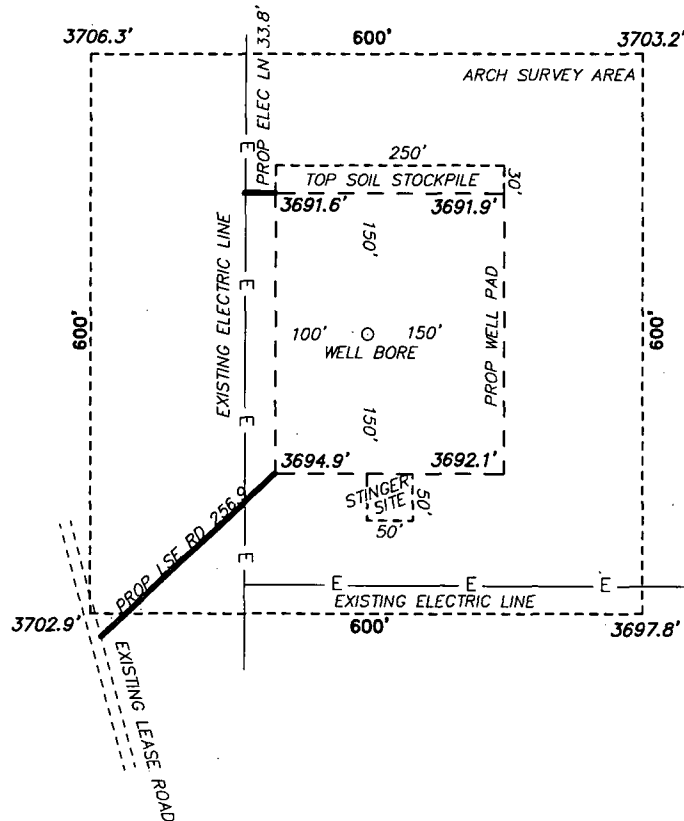 3706.3'
600'
3703.2'
ARCH SURVEY AREA
PROP ELEC LN 33.8'
E
250'
TOP SOIL STOCKPILE
30'
3691.6'
3691.9'
150'
EXISTING ELECTRIC LINE
E
600'
100'
150'
WELL BORE
PROP WELL PAD
600'
E
150'
3694.9'
3692.1'
STINGER
SITE
50'
50'
PROP LSE RD 256.9
E
E
E
E
EXISTING ELECTRIC LINE
3702.9'
600'
3697.8'
EXISTING LEASE ROAD